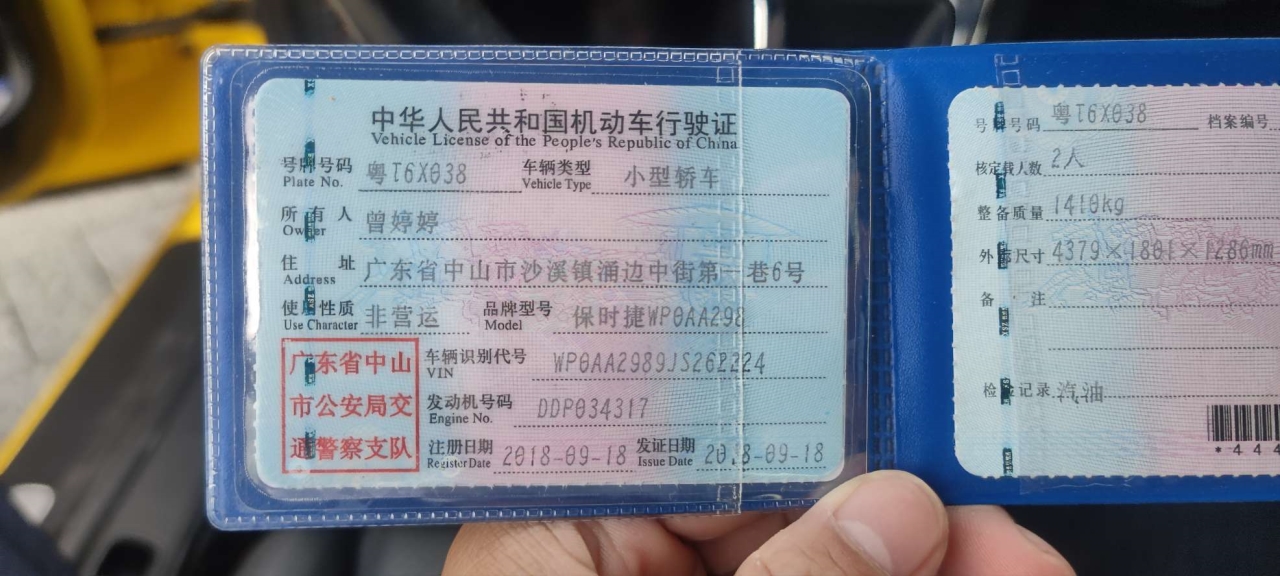 中华人民共和国机动车行驶证
Vehicle License of the People's Republic of China
号牌号码 粤T6X038 车辆类型 小型轿车
Plate No. Vehicle Type
所有人 曾婷婷
Owner
住址 广东省中山市沙溪镇涌边中街第一巷6号
Address
使用性质 非营运 品牌型号 保时捷WP0AA298
Use Character Model
广东省中山
市公安局交
通警察支队
车辆识别代号 WP0AA2989JS262224
VIN
发动机号码 DDP034317
Engine No.
注册日期 2018-09-18 发证日期 2018-09-18
Register Date Issue Date
号牌号码 粤T6X038 档案编号
核定载人数 2人
整备质量 1410kg
外廓尺寸 4379×1801×1286mm
备注
检验记录 汽油
*444